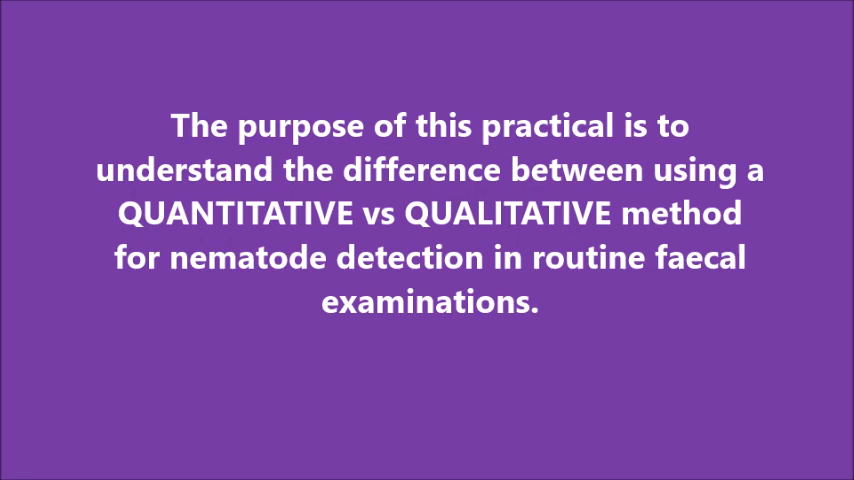 The purpose of this practical is to
understand the difference between using a
QUANTITATIVE vs QUALITATIVE method
for nematode detection in routine faecal
examinations.